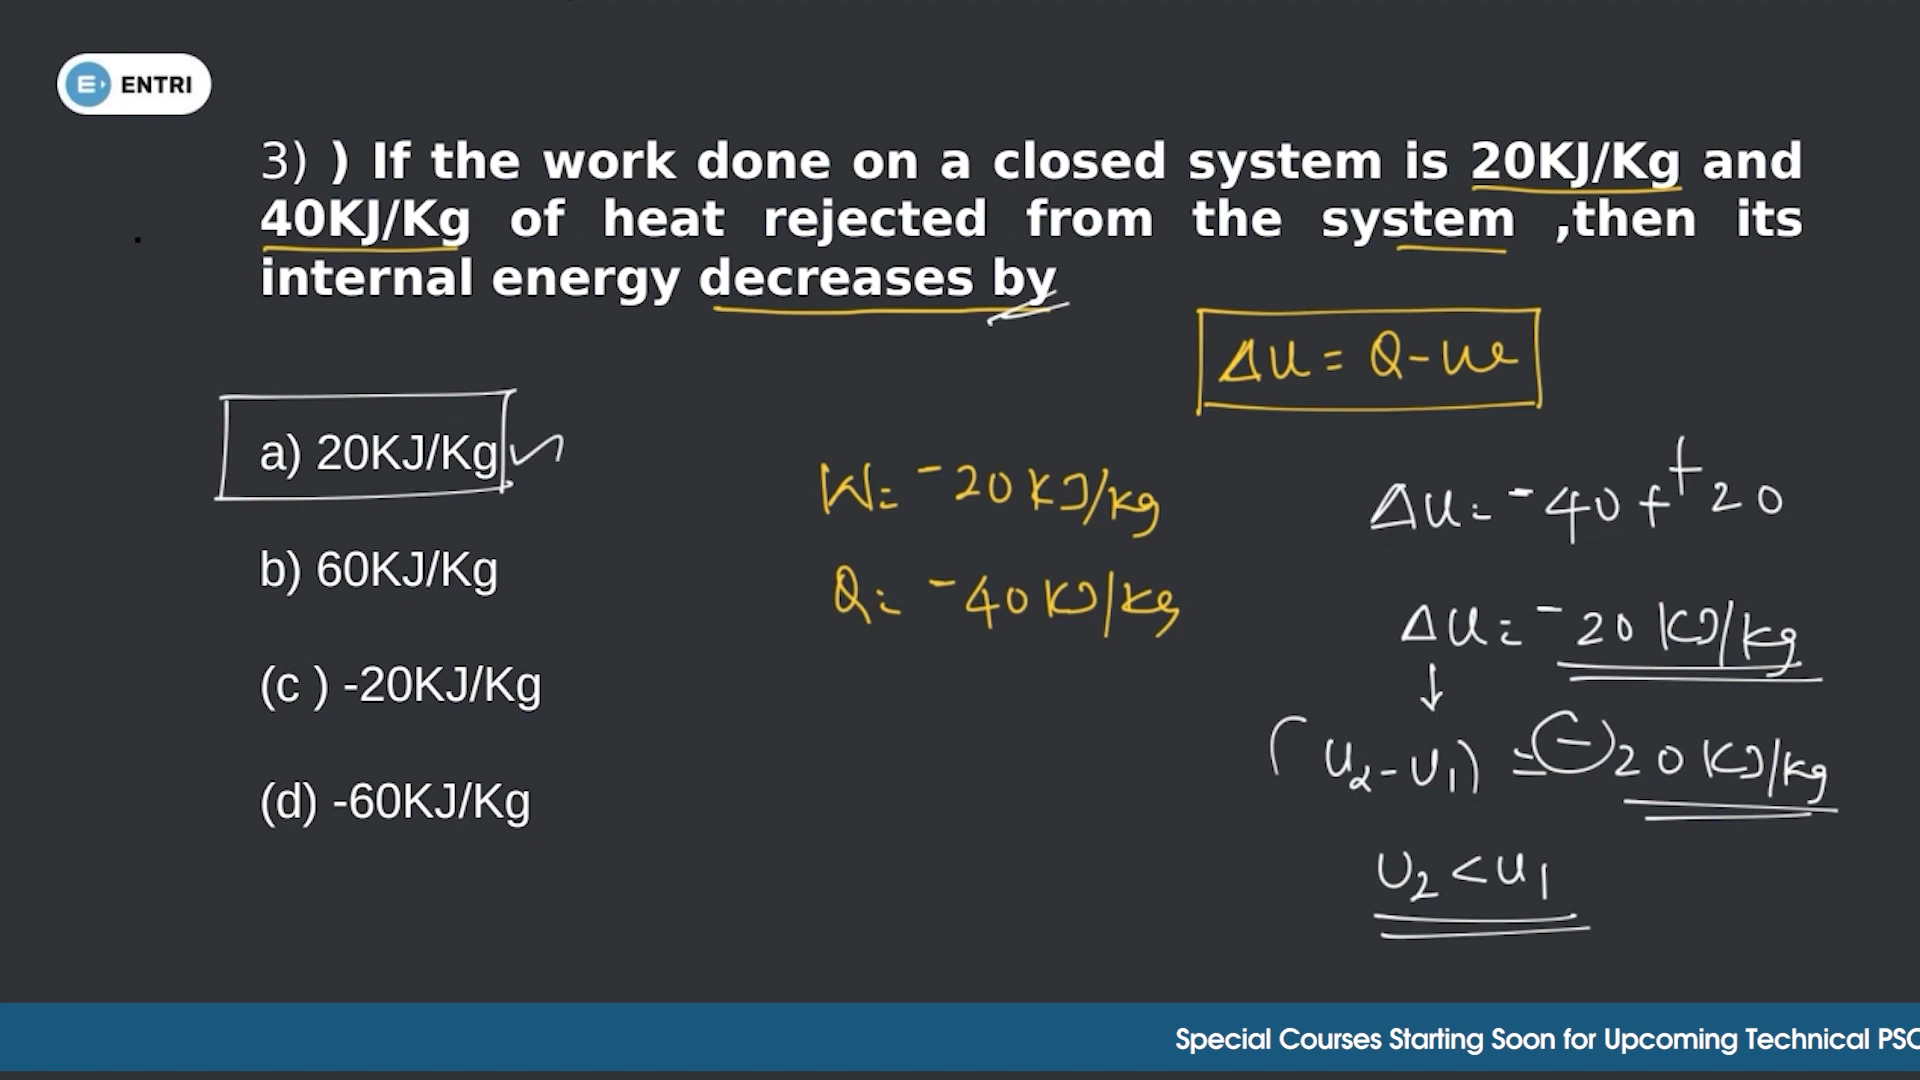 ENTRI
3) ) If the work done on a closed system is 20KJ/Kg and
40KJ/Kg of heat rejected from the system ,then its
internal energy decreases by
ΔU = Q - W
a) 20KJ/Kg
b) 60KJ/Kg
(c ) -20KJ/Kg
(d) -60KJ/Kg
W= -20 KJ/kg
Q= -40 KJ/kg
ΔU= -40 + +20
ΔU= -20 KJ/kg
(U2-U1) = -20 KJ/kg
U2 < U1
Special Courses Starting Soon for Upcoming Technical PSC